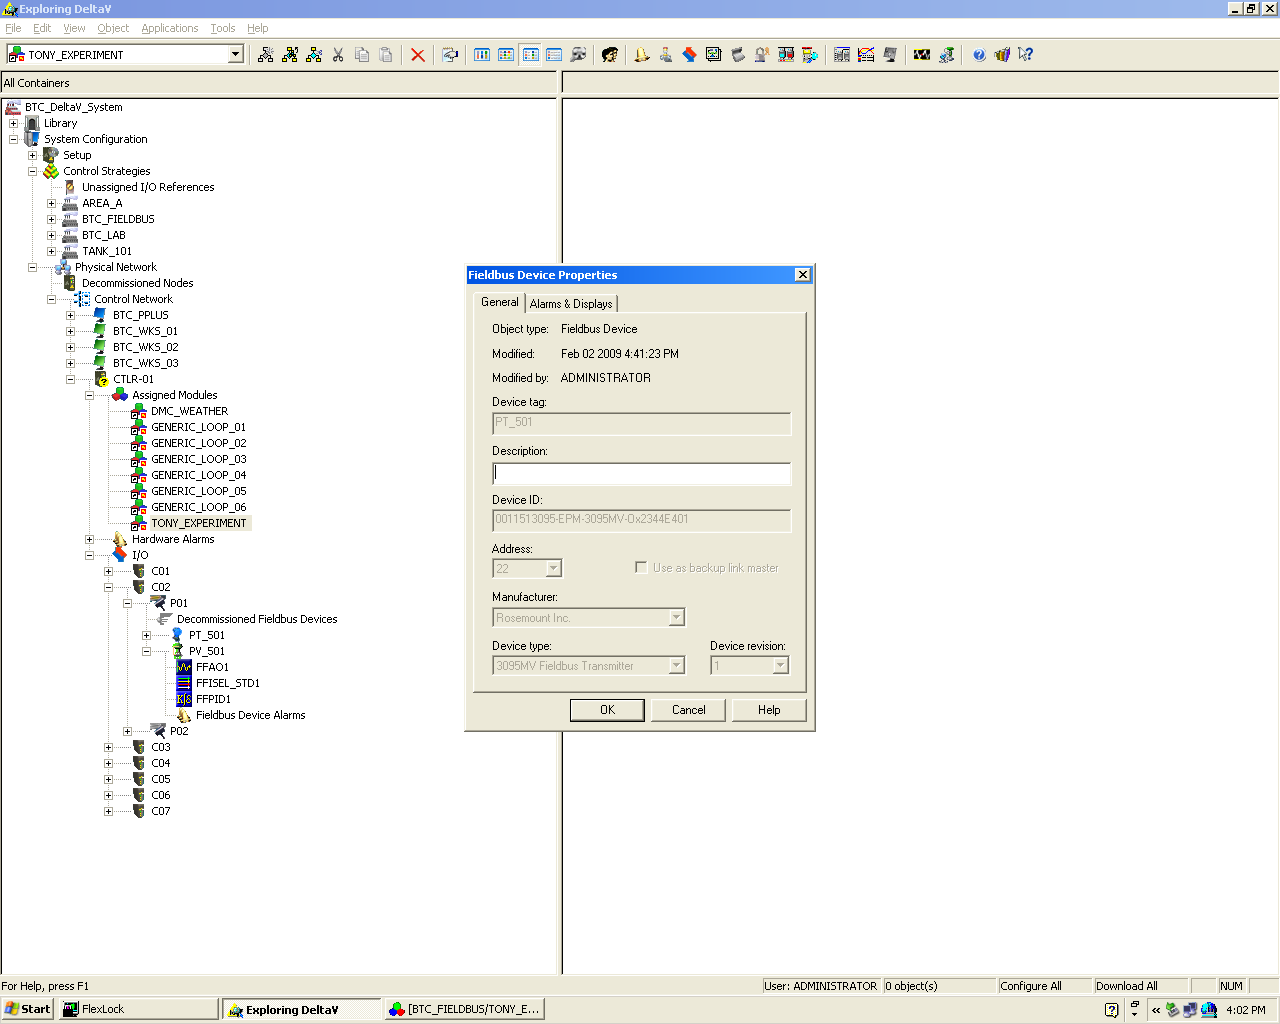 Exploring DeltaV
File Edit View Object Applications Tools Help
TONY_EXPERIMENT
All Containers
BTC_DeltaV_System
Library
System Configuration
Setup
Control Strategies
Unassigned I/O References
AREA_A
BTC_FIELDBUS
BTC_LAB
TANK_101
Physical Network
Decommissioned Nodes
Control Network
BTC_PPLUS
BTC_WKS_01
BTC_WKS_02
BTC_WKS_03
CTLR-01
Assigned Modules
DMC_WEATHER
GENERIC_LOOP_01
GENERIC_LOOP_02
GENERIC_LOOP_03
GENERIC_LOOP_04
GENERIC_LOOP_05
GENERIC_LOOP_06
TONY_EXPERIMENT
Hardware Alarms
I/O
C01
C02
P01
Decommissioned Fieldbus Devices
PT_501
PV_501
FFAO1
FFISEL_STD1
FFPID1
Fieldbus Device Alarms
P02
C03
C04
C05
C06
C07
Fieldbus Device Properties
General Alarms & Displays
Object type: Fieldbus Device
Modified: Feb 02 2009 4:41:23 PM
Modified by: ADMINISTRATOR
Device tag:
PT_501
Description:
Device ID:
0011513095-EPM-3095MV-0x2344E401
Address:
22 Use as backup link master
Manufacturer:
Rosemount Inc.
Device type: Device revision:
3095MV Fieldbus Transmitter 1
OK Cancel Help
For Help, press F1 User: ADMINISTRATOR 0 object(s) Configure All Download All NUM
Start FlexLock Exploring DeltaV [BTC_FIELDBUS/TONY_E... 4:02 PM